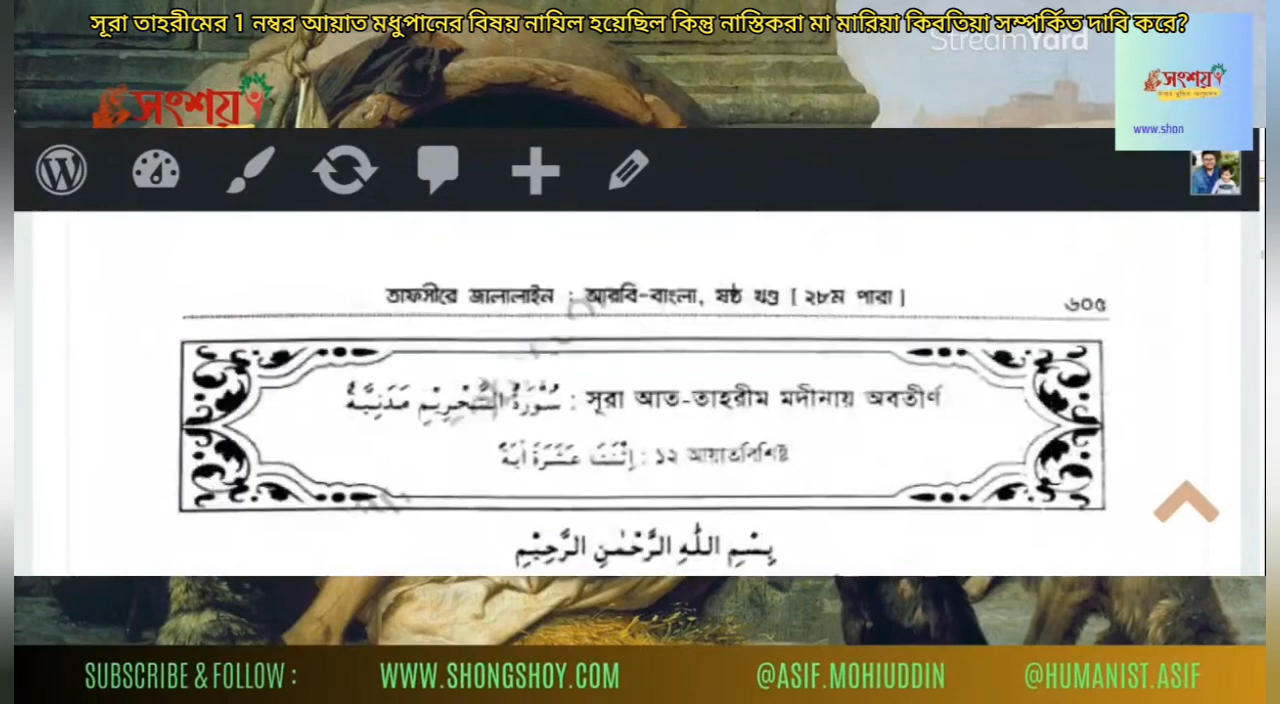 সূরা তাহরীমের 1 নম্বর আয়াত মধুপানের বিষয় নাযিল হয়েছিল কিন্তু নাস্তিকরা মা মারিয়া কিবতিয়া সম্পর্কিত দাবি করে?
StreamYard
সংশয়
সংশয়
www.shon
তাফসীরে জালালাইন : আরবি-বাংলা, ষষ্ঠ খণ্ড [ ২৮ম পারা ]
৬০৫
سُوْرَةُ التَّحْرِيْمِ مَدَنِيَّةٌ : সূরা আত-তাহরীম মদীনায় অবতীর্ণ
اِثْنَتَا عَشَرَةَ اٰيَةً : ১২ আয়াতবিশিষ্ট
بِسْمِ اللّٰهِ الرَّحْمٰنِ الرَّحِيْمِ
SUBSCRIBE & FOLLOW : WWW.SHONGSHOY.COM @ASIF.MOHIUDDIN @HUMANIST.ASIF